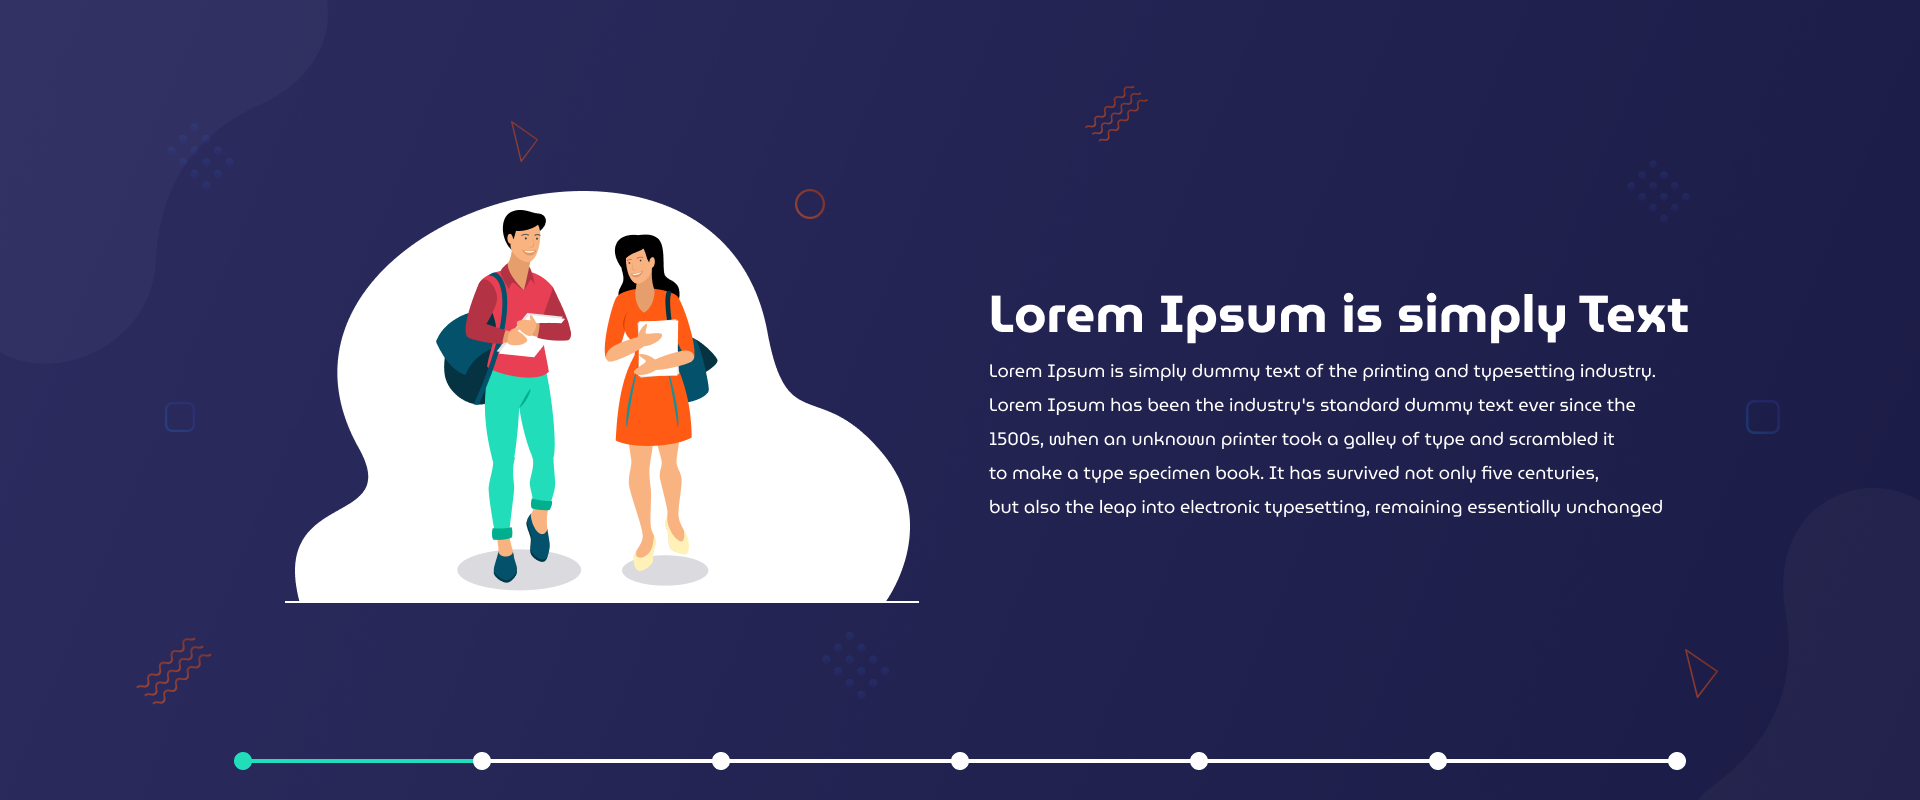 Lorem Ipsum is simply Text
Lorem Ipsum is simply dummy text of the printing and typesetting industry.
Lorem Ipsum has been the industry's standard dummy text ever since the
1500s, when an unknown printer took a galley of type and scrambled it
to make a type specimen book. It has survived not only five centuries,
but also the leap into electronic typesetting, remaining essentially unchanged